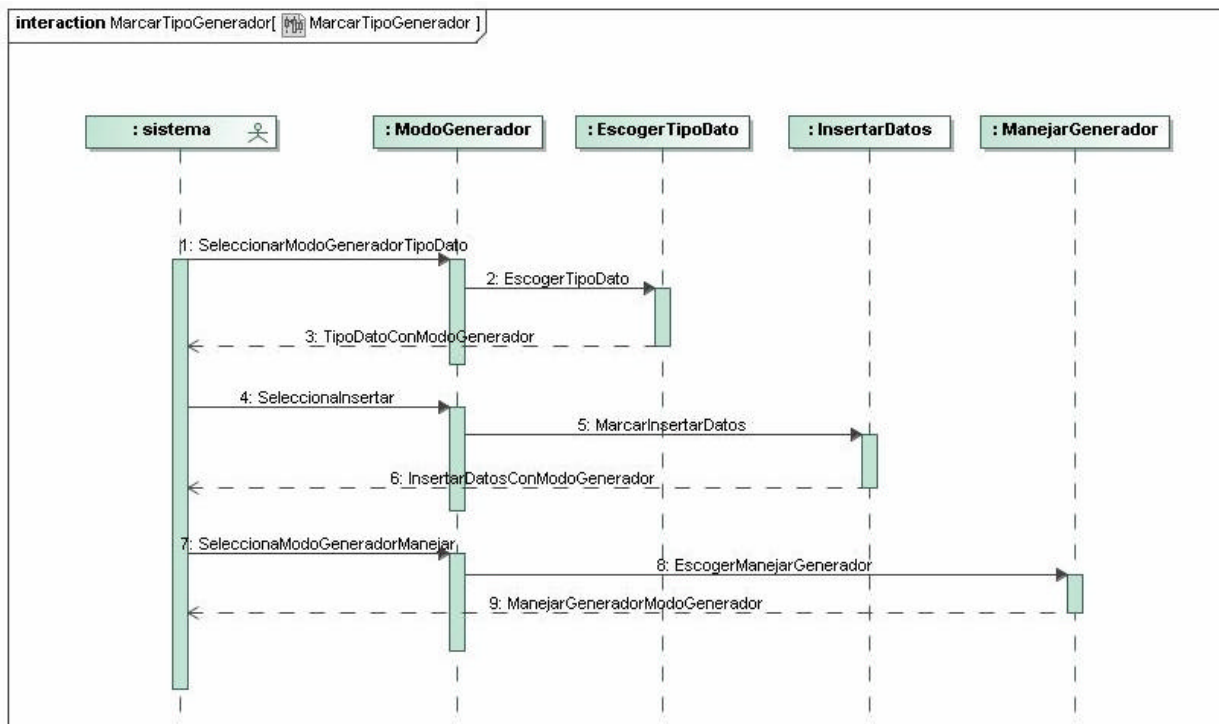 interaction MarcarTipoGenerador[ MarcarTipoGenerador ]
: sistema
: ModoGenerador
: EscogerTipoDato
: InsertarDatos
: ManejarGenerador
1: SeleccionarModoGeneradorTipoDato
2: EscogerTipoDato
3: TipoDatoConModoGenerador
4: SeleccionaInsertar
5: MarcarInsertarDatos
6: InsertarDatosConModoGenerador
7: SeleccionaModoGeneradorManejar
8: EscogerManejarGenerador
9: ManejarGeneradorModoGenerador